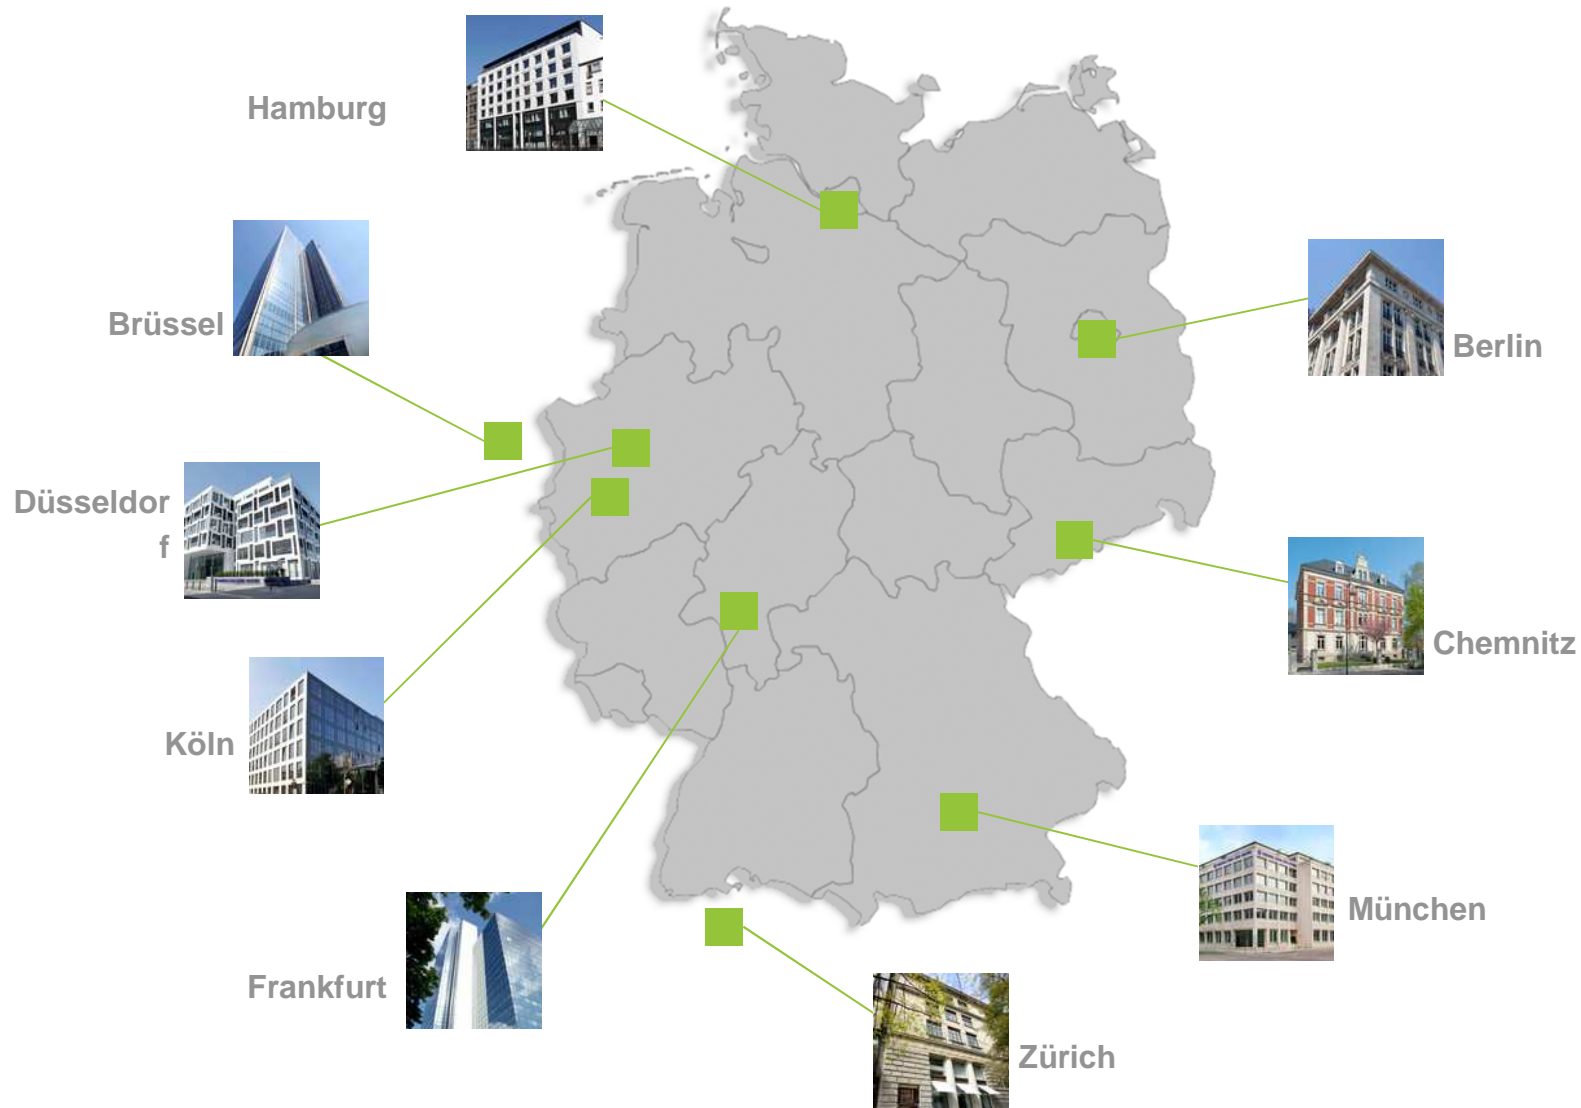 Hamburg
Brüssel
Berlin
Düsseldor
f
Chemnitz
Köln
München
Frankfurt
Zürich